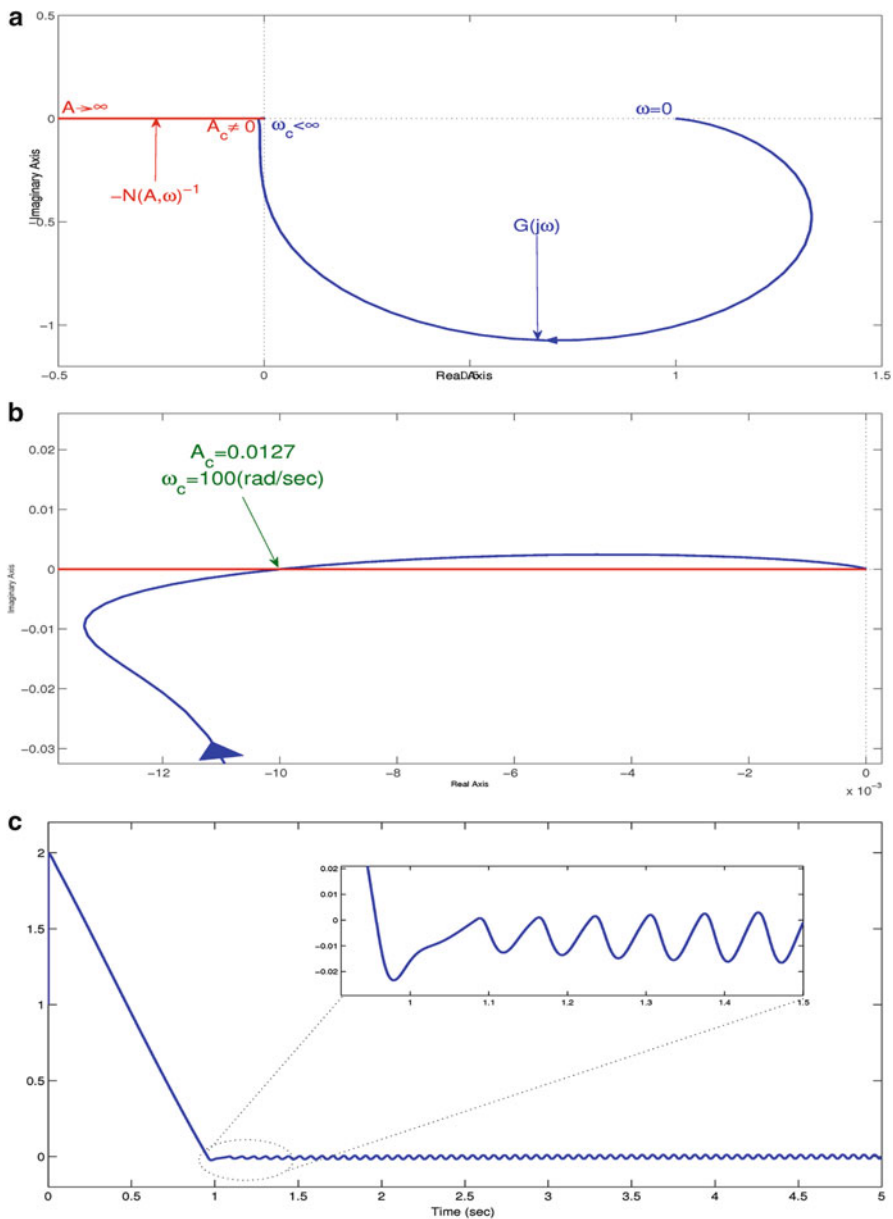 a
0.5
A→∞
A_c≠0
ω_c<∞
ω=0
0
-N(A,ω)⁻¹
Imaginary Axis
-0.5
G(jω)
-1
-0.5
0
Real Axis
0.5
1
1.5
b
0.02
0.01
0
-0.01
-0.02
-0.03
Imaginary Axis
A_c=0.0127
ω_c=100(rad/sec)
-12
-10
-8
-6
-4
-2
0
Real Axis
x 10⁻³
c
2
1.5
1
0.5
0
0.02
0.01
0
-0.01
-0.02
1
1.1
1.2
1.3
1.4
1.5
0
0.5
1
1.5
2
2.5
3
3.5
4
4.5
5
Time (sec)